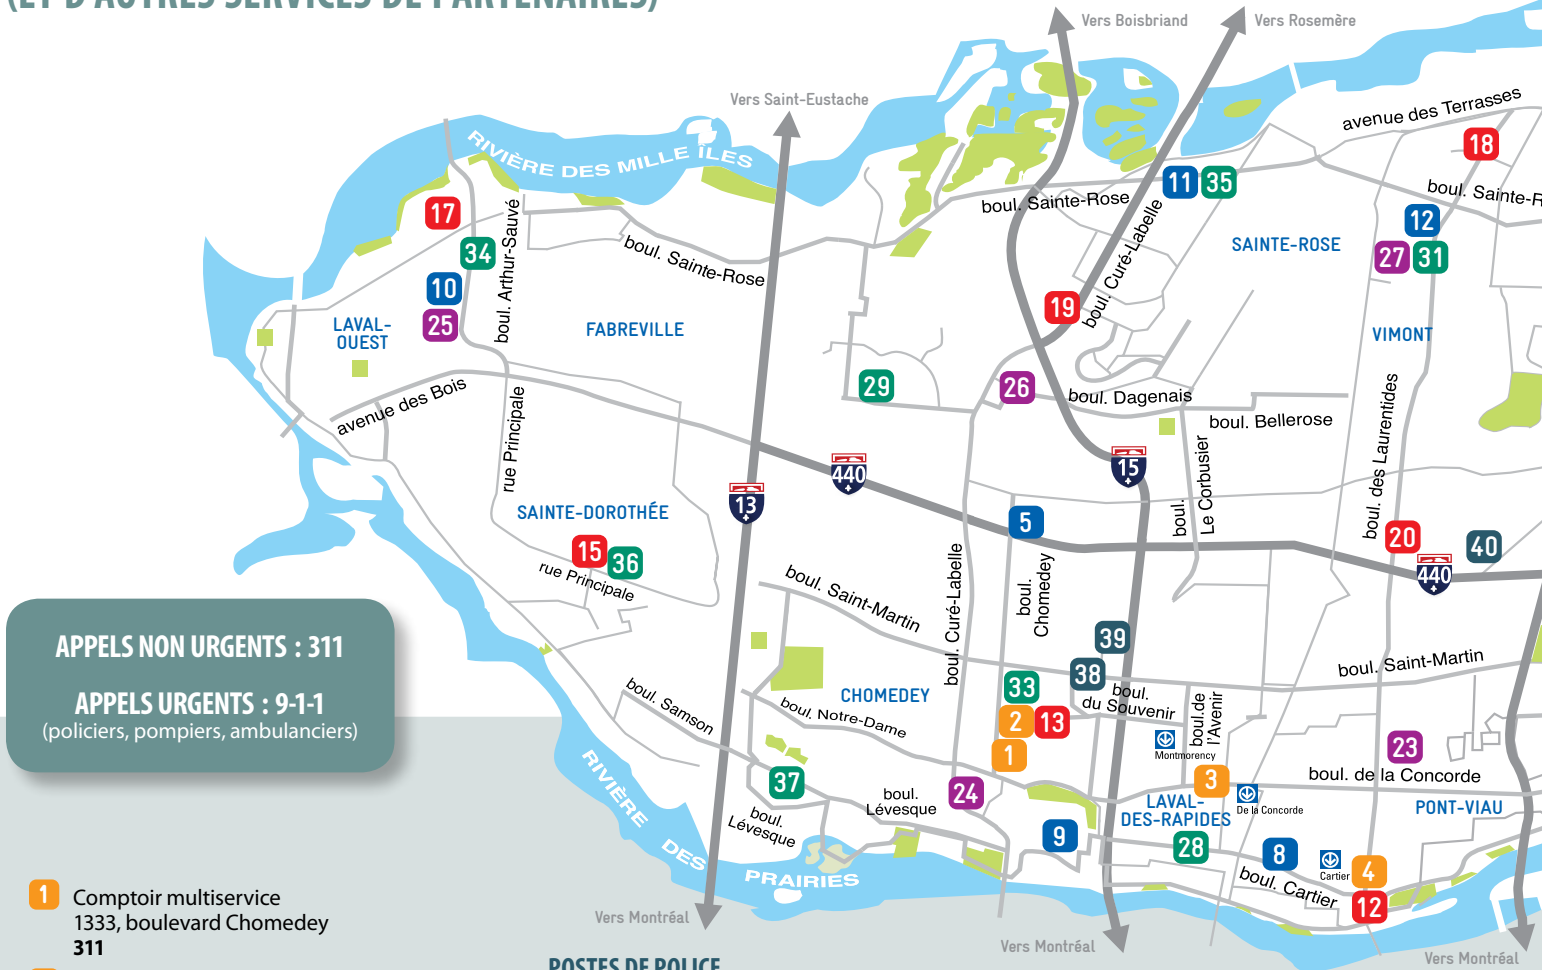 (ET D'AUTRES SERVICES DE PARTENAIRES)
Vers Boisbriand
Vers Rosemère
Vers Saint-Eustache
avenue des Terrasses
18
RIVIÈRE DES MILLE ÎLES
11
35
boul. Sainte-Rose
boul. Sainte-R
17
12
34
boul. Arthur-Sauvé
boul. Sainte-Rose
boul. Curé-Labelle
SAINTE-ROSE
27
31
10
25
19
LAVAL-
OUEST
FABREVILLE
VIMONT
29
26
boul. Dagenais
avenue des Bois
rue Principale
boul. Bellerose
boul. des Laurentides
boul.
Le Corbusier
15
440
13
SAINTE-DOROTHÉE
5
20
40
15
36
440
rue Principale
boul. Saint-Martin
boul. Curé-Labelle
boul.
Chomedey
39
38
boul. Saint-Martin
APPELS NON URGENTS : 311
APPELS URGENTS : 9-1-1
(policiers, pompiers, ambulanciers)
boul. Samson
CHOMEDEY
33
boul.
du Souvenir
boul.de
l'Avenir
boul. Notre-Dame
2
13
1
Montmorency
23
3
boul. de la Concorde
37
24
boul.
Lévesque
boul.
Lévesque
LAVAL-
DES-RAPIDES
De la Concorde
PONT-VIAU
9
28
8
Cartier
4
boul. Cartier
12
RIVIÈRE DES PRAIRIES
Vers Montréal
Vers Montréal
Vers Montréal
1
Comptoir multiservice
1333, boulevard Chomedey
311
POSTES DE POLICE